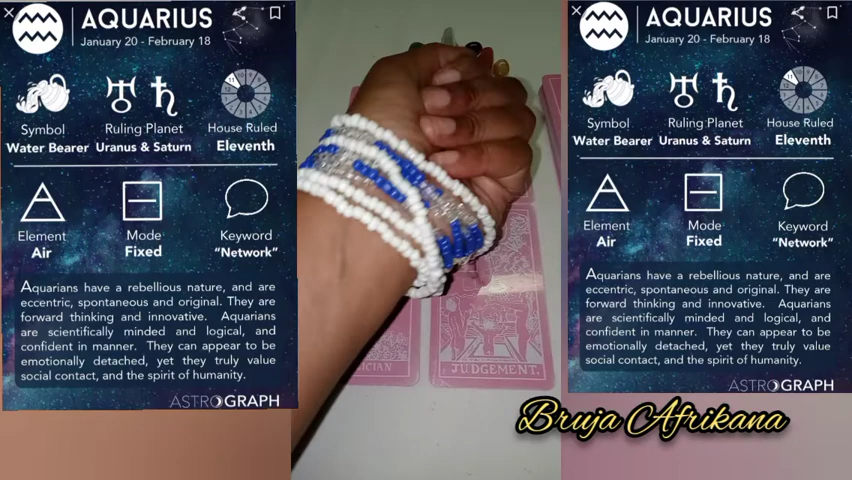 AQUARIUS
January 20 - February 18
Symbol
Water Bearer
Ruling Planet
Uranus & Saturn
House Ruled
Eleventh
Element
Air
Mode
Fixed
Keyword
"Network"
Aquarians have a rebellious nature, and are
eccentric, spontaneous and original. They are
forward thinking and innovative. Aquarians
are scientifically minded and logical, and
confident in manner. They can appear to be
emotionally detached, yet they truly value
social contact, and the spirit of humanity.
ASTROGRAPH
ICIAN
JUDGEMENT.
AQUARIUS
January 20 - February 18
Symbol
Water Bearer
Ruling Planet
Uranus & Saturn
House Ruled
Eleventh
Element
Air
Mode
Fixed
Keyword
"Network"
Aquarians have a rebellious nature, and are
eccentric, spontaneous and original. They are
forward thinking and innovative. Aquarians
are scientifically minded and logical, and
confident in manner. They can appear to be
emotionally detached, yet they truly value
social contact, and the spirit of humanity.
ASTROGRAPH
Bruja Afrikana